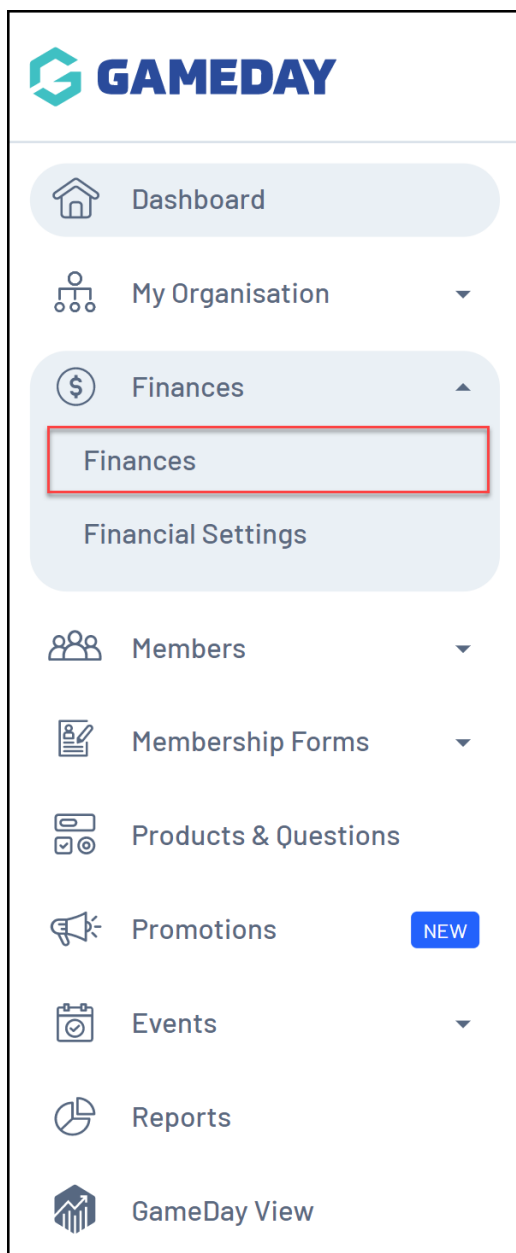 GAMEDAY
Dashboard
My Organisation
Finances
Finances
Financial Settings
Members
Membership Forms
Products & Questions
Promotions NEW
Events
Reports
GameDay View